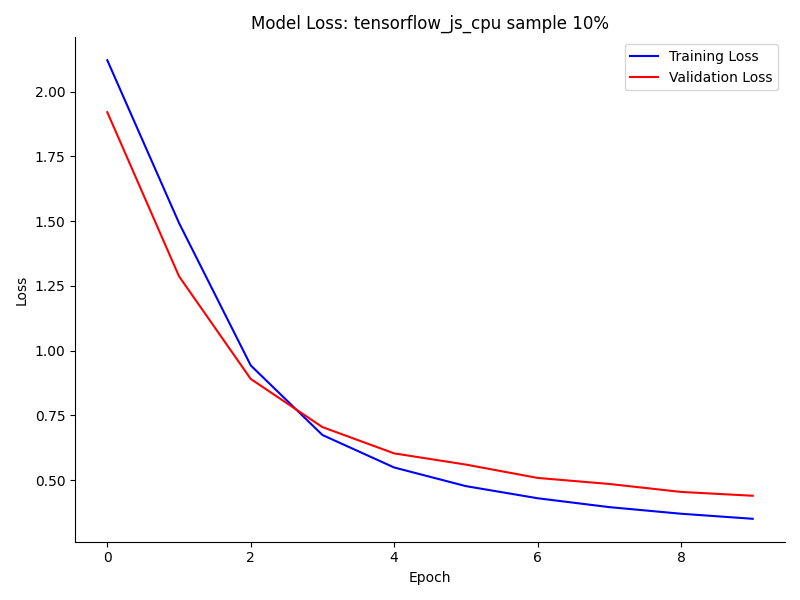 Model Loss: tensorflow_js_cpu sample 10%
Training Loss
Validation Loss
2.00
1.75
1.50
1.25
1.00
0.75
0.50
Loss
0 2 4 6 8
Epoch